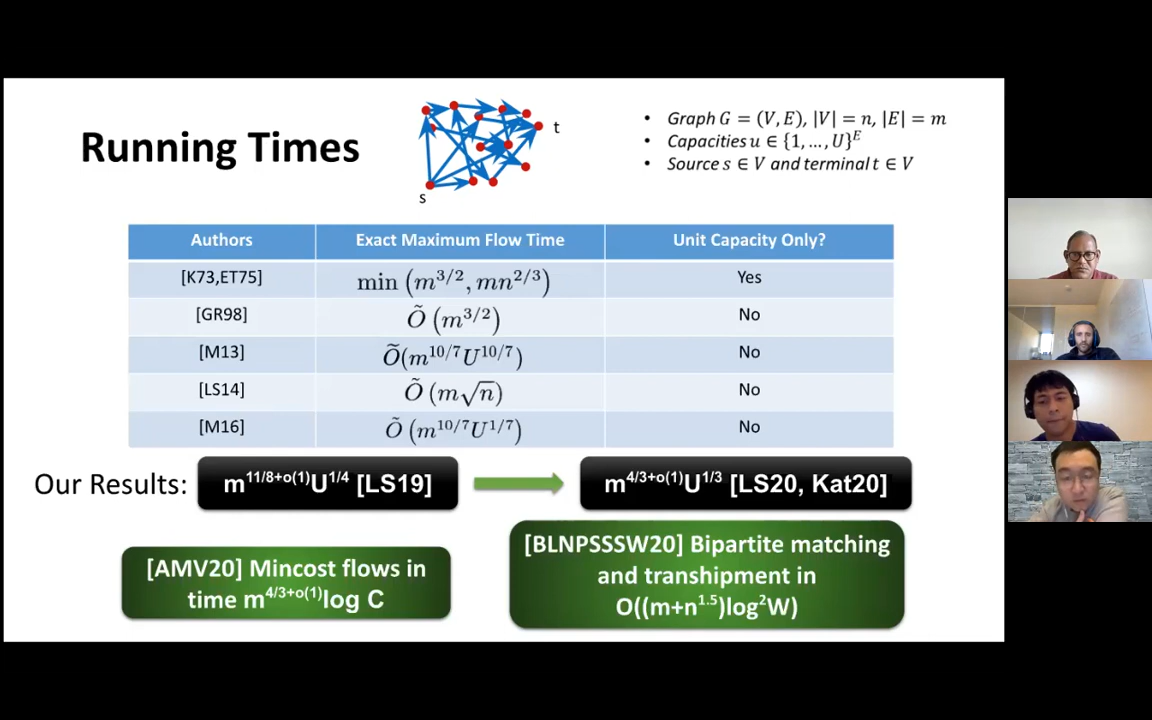 Running Times
s
t
• Graph G = (V, E), |V| = n, |E| = m
• Capacities u ∈ {1, ..., U}^E
• Source s ∈ V and terminal t ∈ V
Authors Exact Maximum Flow Time Unit Capacity Only?
[K73,ET75] min (m^{3/2}, mn^{2/3}) Yes
[GR98] Õ (m^{3/2}) No
[M13] Õ(m^{10/7}U^{10/7}) No
[LS14] Õ (m√n) No
[M16] Õ (m^{10/7}U^{1/7}) No
Our Results: m^{11/8+o(1)}U^{1/4} [LS19] m^{4/3+o(1)}U^{1/3} [LS20, Kat20]
[AMV20] Mincost flows in
time m^{4/3+o(1)}log C
[BLNPSSSW20] Bipartite matching
and transhipment in
O((m+n^{1.5})log^2W)